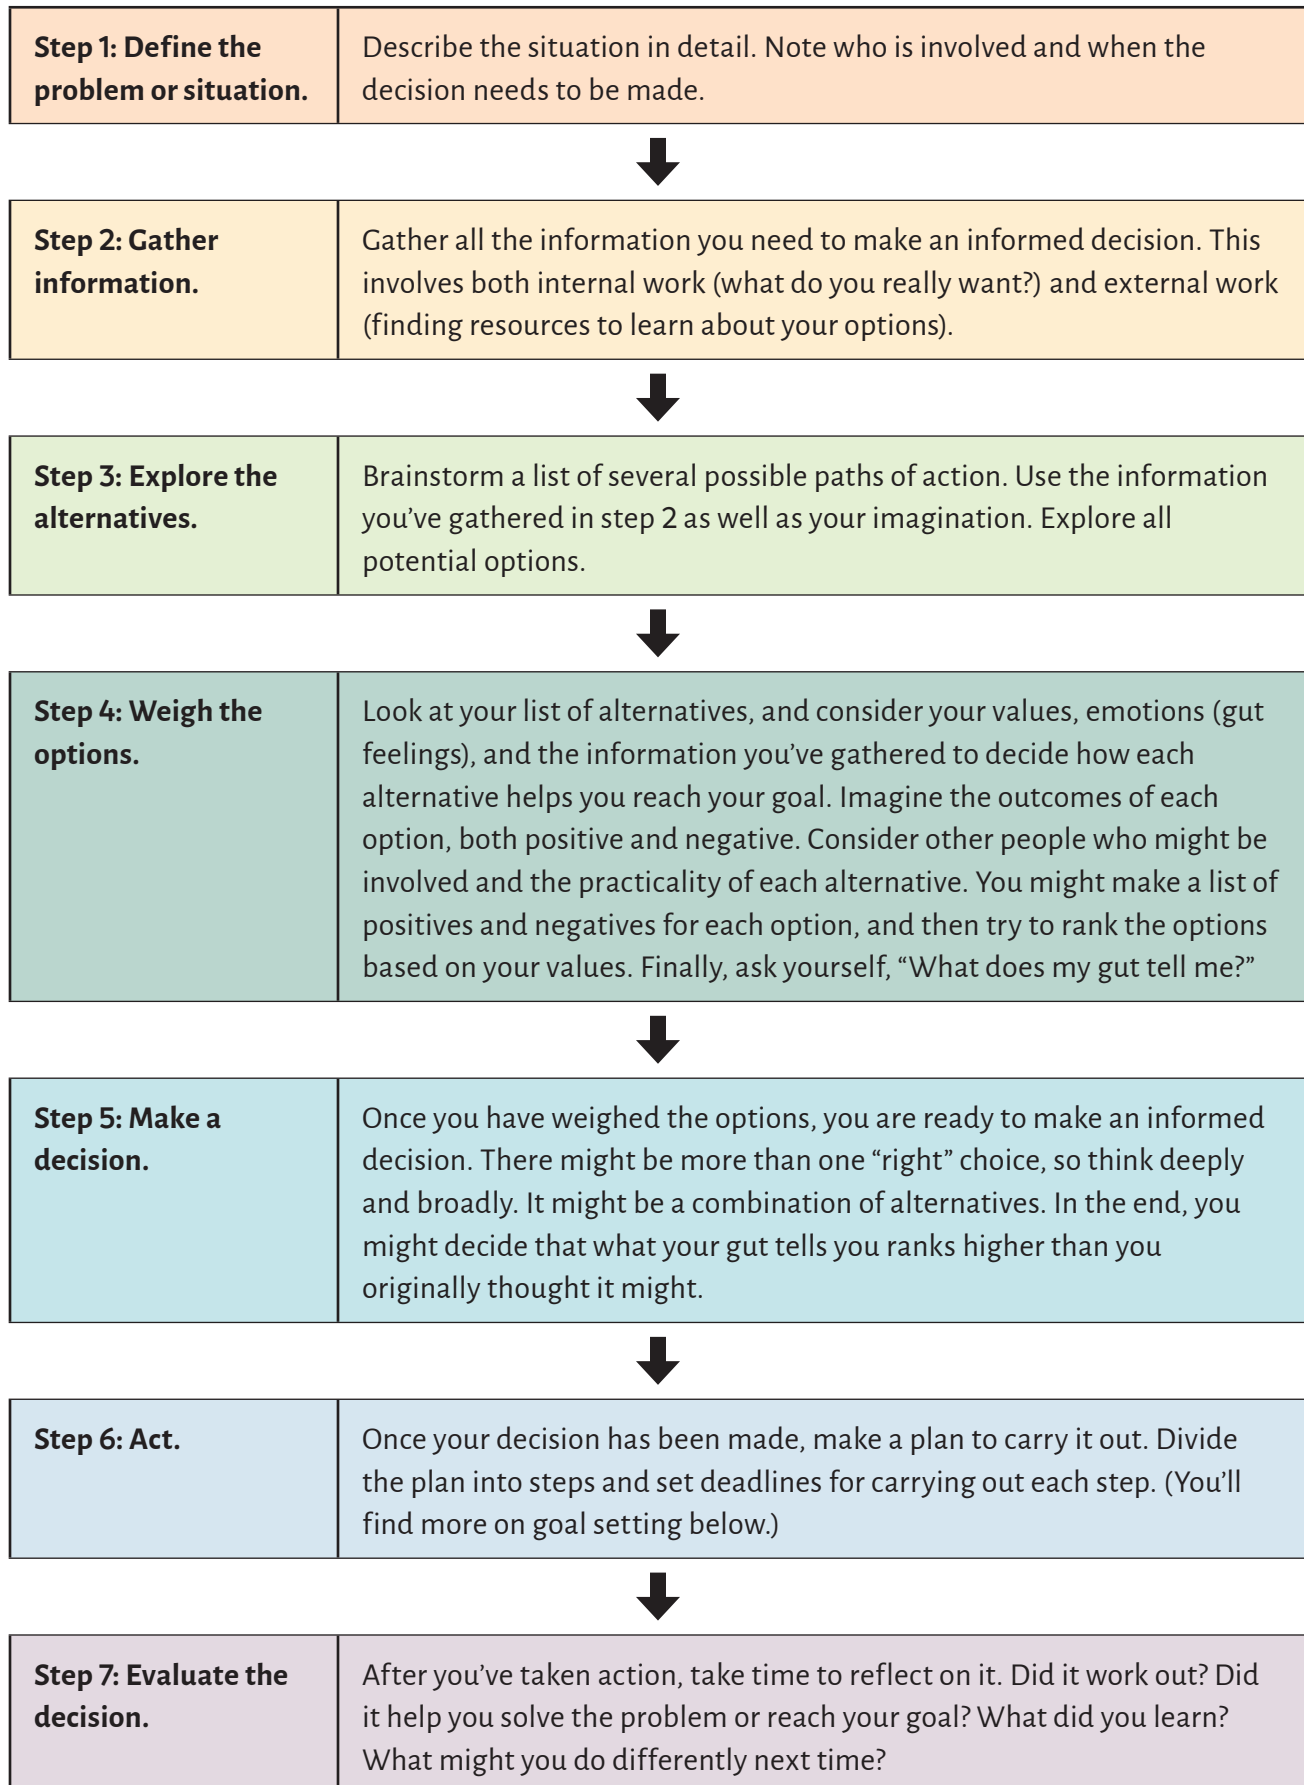 Step 1: Define the
problem or situation.
Describe the situation in detail. Note who is involved and when the
decision needs to be made.
Step 2: Gather
information.
Gather all the information you need to make an informed decision. This
involves both internal work (what do you really want?) and external work
(finding resources to learn about your options).
Step 3: Explore the
alternatives.
Brainstorm a list of several possible paths of action. Use the information
you’ve gathered in step 2 as well as your imagination. Explore all
potential options.
Step 4: Weigh the
options.
Look at your list of alternatives, and consider your values, emotions (gut
feelings), and the information you’ve gathered to decide how each
alternative helps you reach your goal. Imagine the outcomes of each
option, both positive and negative. Consider other people who might be
involved and the practicality of each alternative. You might make a list of
positives and negatives for each option, and then try to rank the options
based on your values. Finally, ask yourself, “What does my gut tell me?”
Step 5: Make a
decision.
Once you have weighed the options, you are ready to make an informed
decision. There might be more than one “right” choice, so think deeply
and broadly. It might be a combination of alternatives. In the end, you
might decide that what your gut tells you ranks higher than you
originally thought it might.
Step 6: Act.
Once your decision has been made, make a plan to carry it out. Divide
the plan into steps and set deadlines for carrying out each step. (You’ll
find more on goal setting below.)
Step 7: Evaluate the
decision.
After you’ve taken action, take time to reflect on it. Did it work out? Did
it help you solve the problem or reach your goal? What did you learn?
What might you do differently next time?